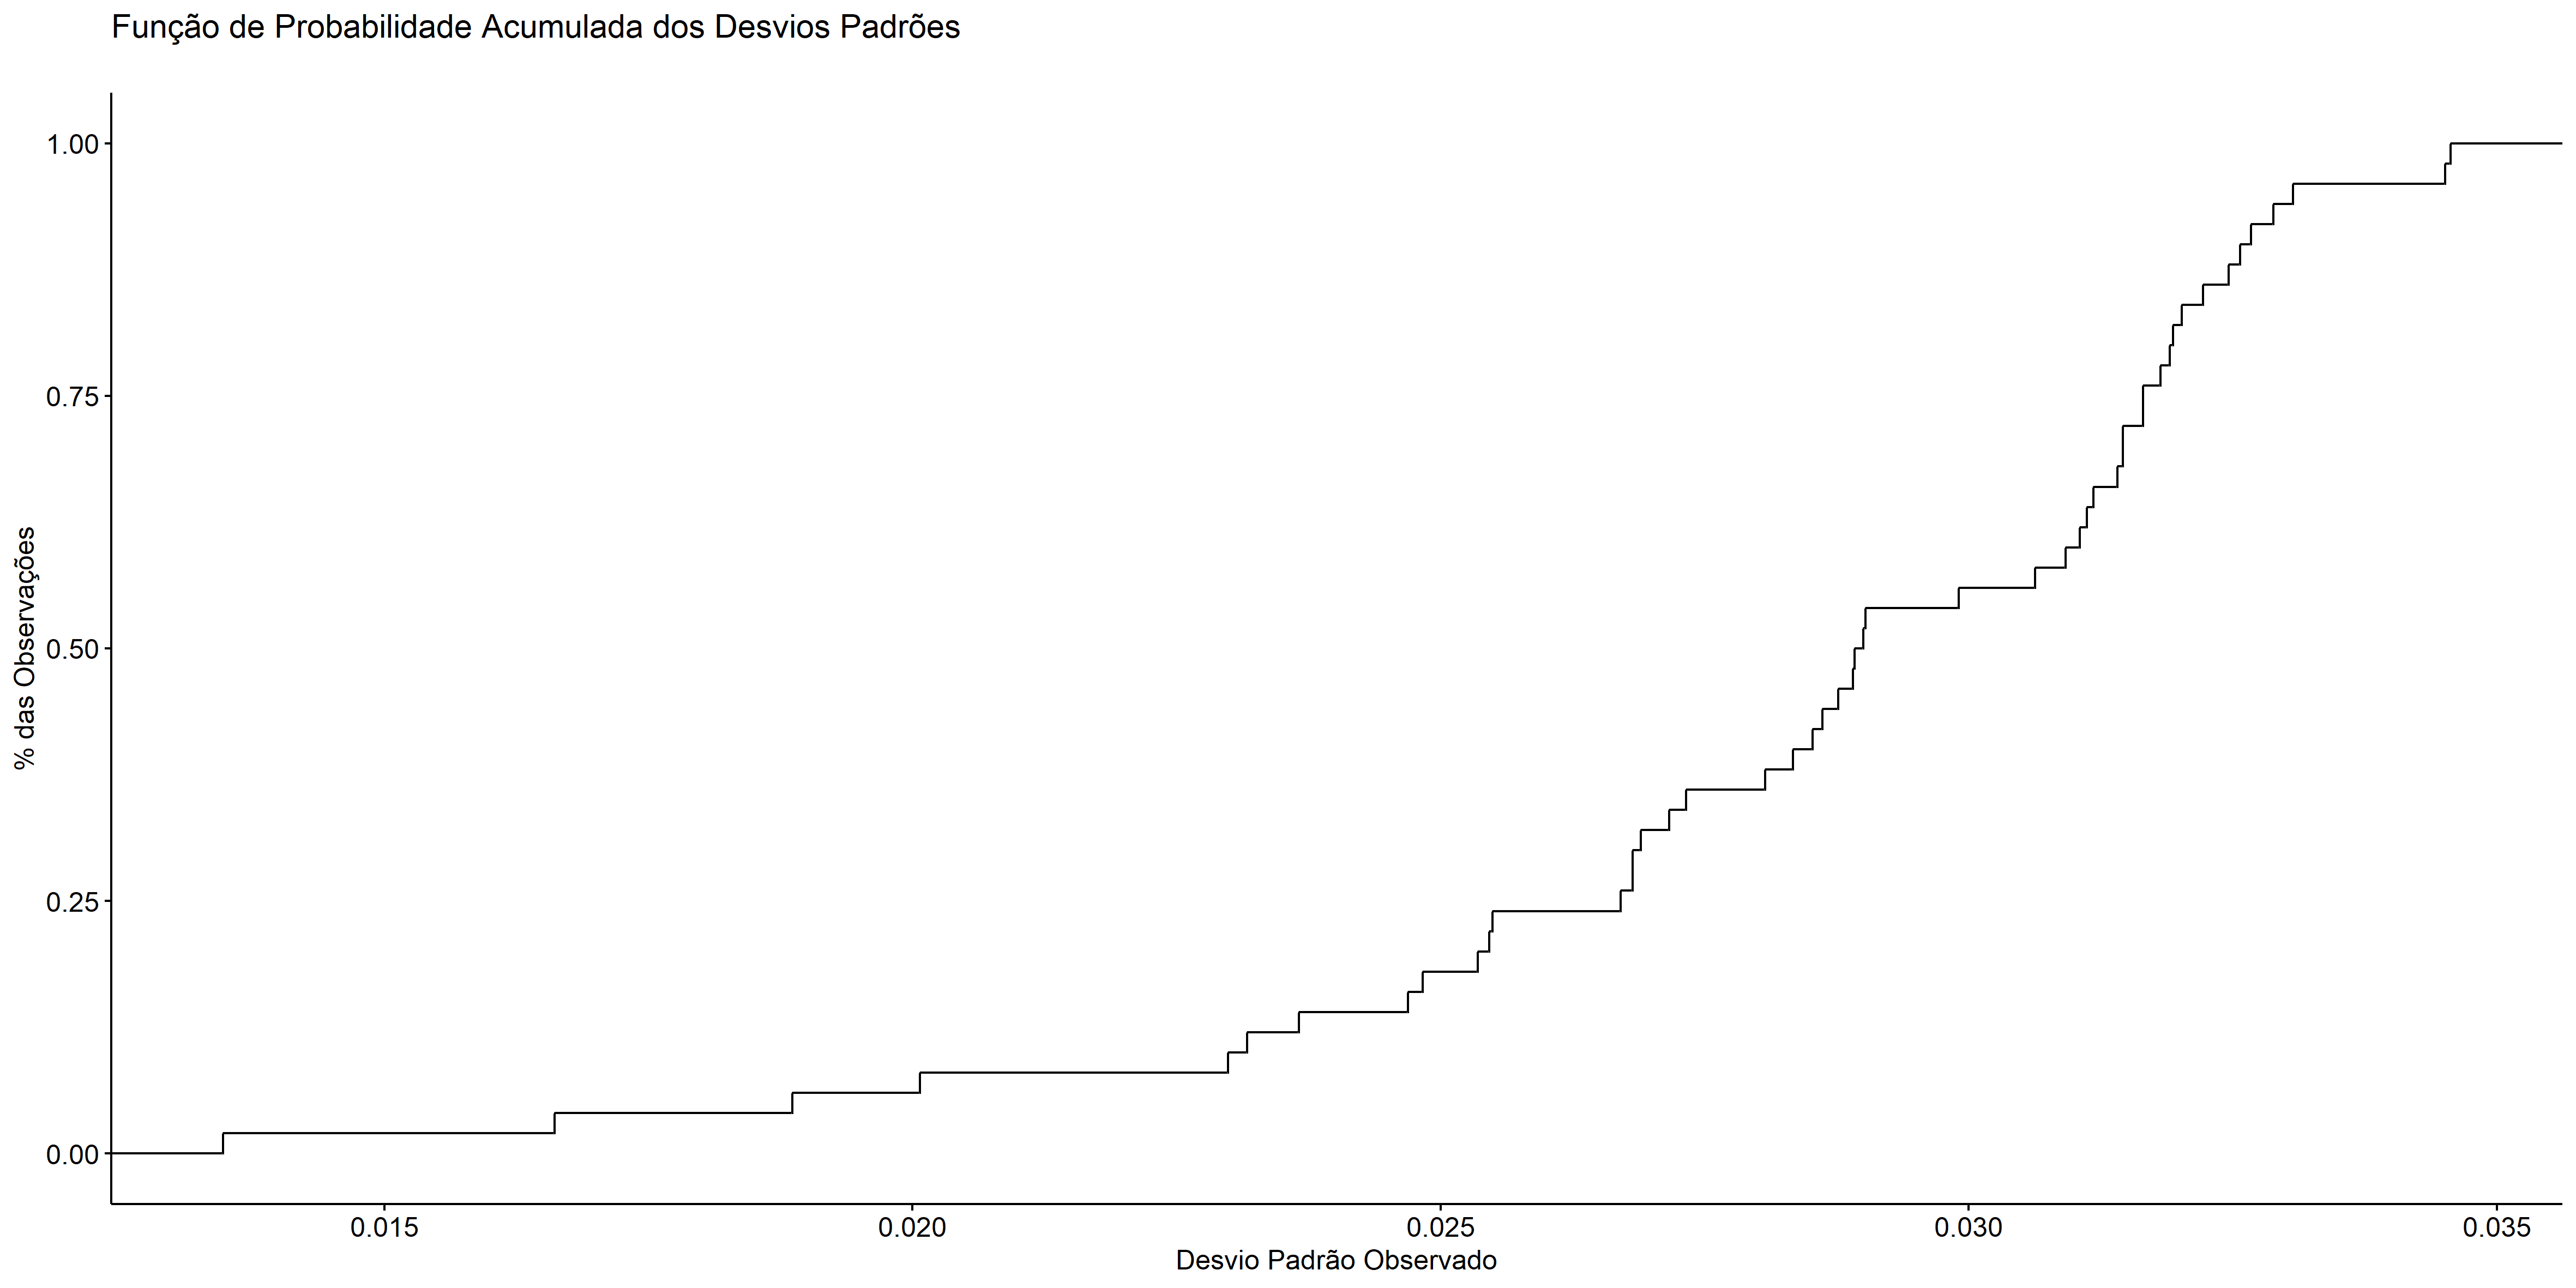 Função de Probabilidade Acumulada dos Desvios Padrões
1.00
0.75
0.50
0.25
0.00
% das Observações
0.015 0.020 0.025 0.030 0.035
Desvio Padrão Observado